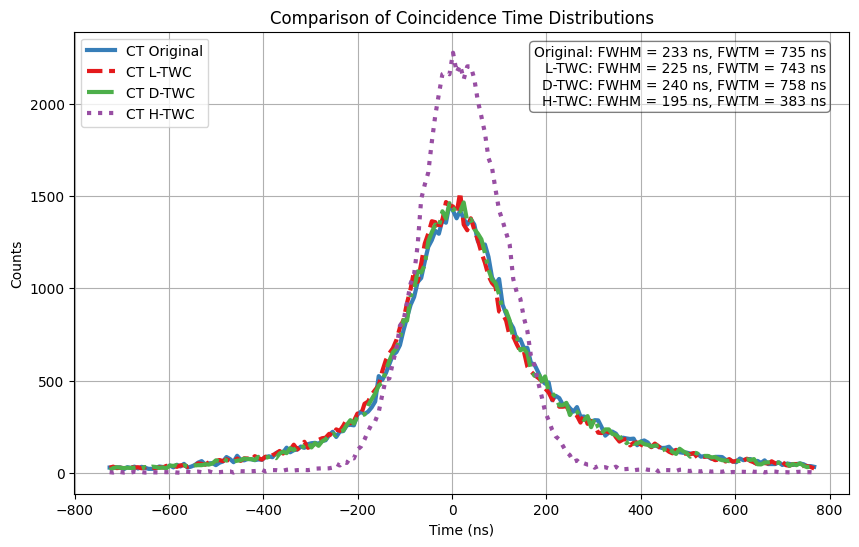 Comparison of Coincidence Time Distributions
CT Original
CT L-TWC
CT D-TWC
CT H-TWC
Original: FWHM = 233 ns, FWTM = 735 ns
L-TWC: FWHM = 225 ns, FWTM = 743 ns
D-TWC: FWHM = 240 ns, FWTM = 758 ns
H-TWC: FWHM = 195 ns, FWTM = 383 ns
Counts
2000
1500
1000
500
0
−800 −600 −400 −200 0 200 400 600 800
Time (ns)